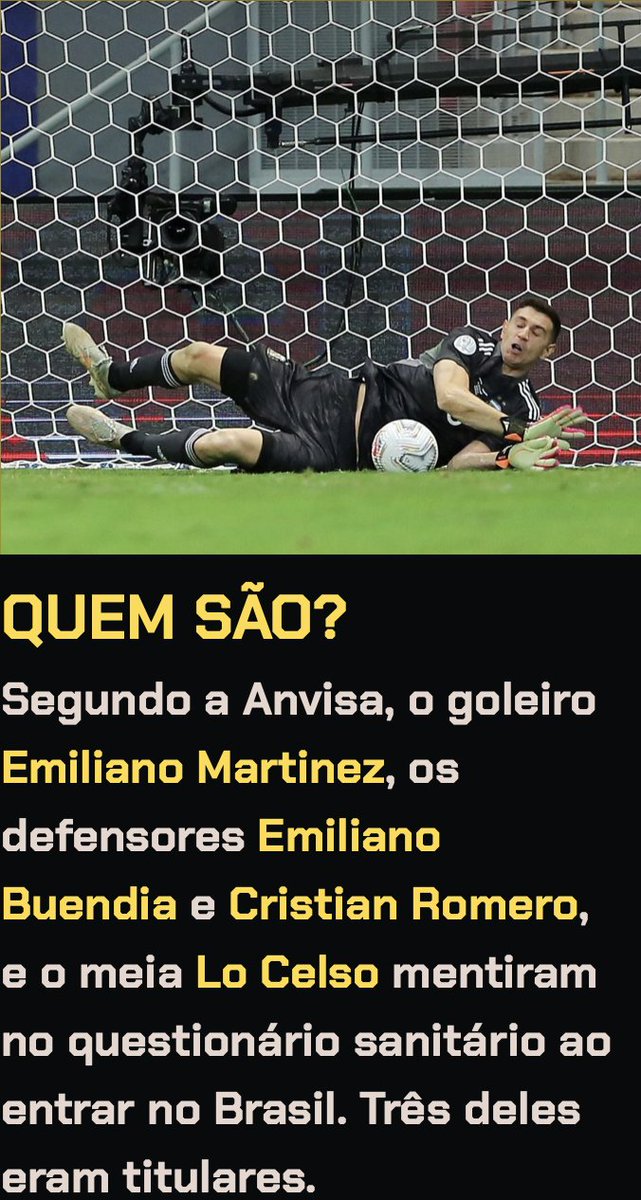 QUEM SÃO?
Segundo a Anvisa, o goleiro
Emiliano Martinez, os
defensores Emiliano
Buendia e Cristian Romero,
e o meia Lo Celso mentiram
no questionário sanitário ao
entrar no Brasil. Três deles
eram titulares.